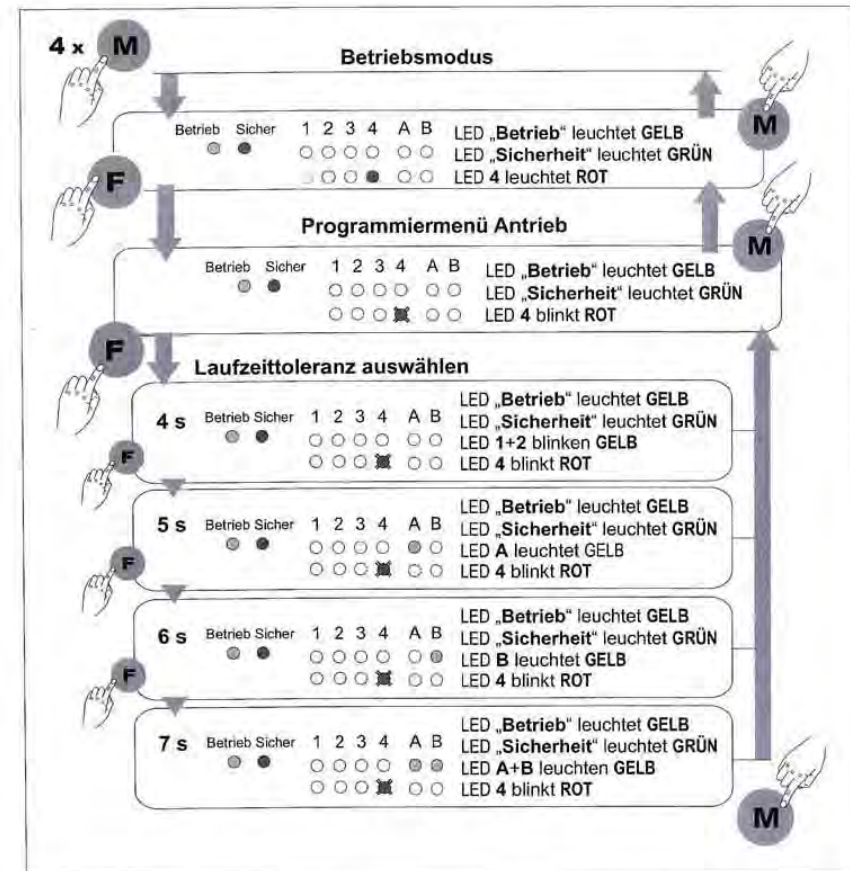 4 x M
Betriebsmodus
M
Betrieb Sicher 1 2 3 4 A B LED „Betrieb“ leuchtet GELB
LED „Sicherheit“ leuchtet GRÜN
F
LED 4 leuchtet ROT
Programmiermenü Antrieb
M
Betrieb Sicher 1 2 3 4 A B LED „Betrieb“ leuchtet GELB
LED „Sicherheit“ leuchtet GRÜN
LED 4 blinkt ROT
F
Laufzeittoleranz auswählen
LED „Betrieb“ leuchtet GELB
4 s Betrieb Sicher 1 2 3 4 A B LED „Sicherheit“ leuchtet GRÜN
LED 1+2 blinken GELB
F
LED 4 blinkt ROT
LED „Betrieb“ leuchtet GELB
5 s Betrieb Sicher 1 2 3 4 A B LED „Sicherheit“ leuchtet GRÜN
LED A leuchtet GELB
F
LED 4 blinkt ROT
LED „Betrieb“ leuchtet GELB
6 s Betrieb Sicher 1 2 3 4 A B LED „Sicherheit“ leuchtet GRÜN
LED B leuchtet GELB
F
LED 4 blinkt ROT
LED „Betrieb“ leuchtet GELB
7 s Betrieb Sicher 1 2 3 4 A B LED „Sicherheit“ leuchtet GRÜN
LED A+B leuchten GELB
LED 4 blinkt ROT
M